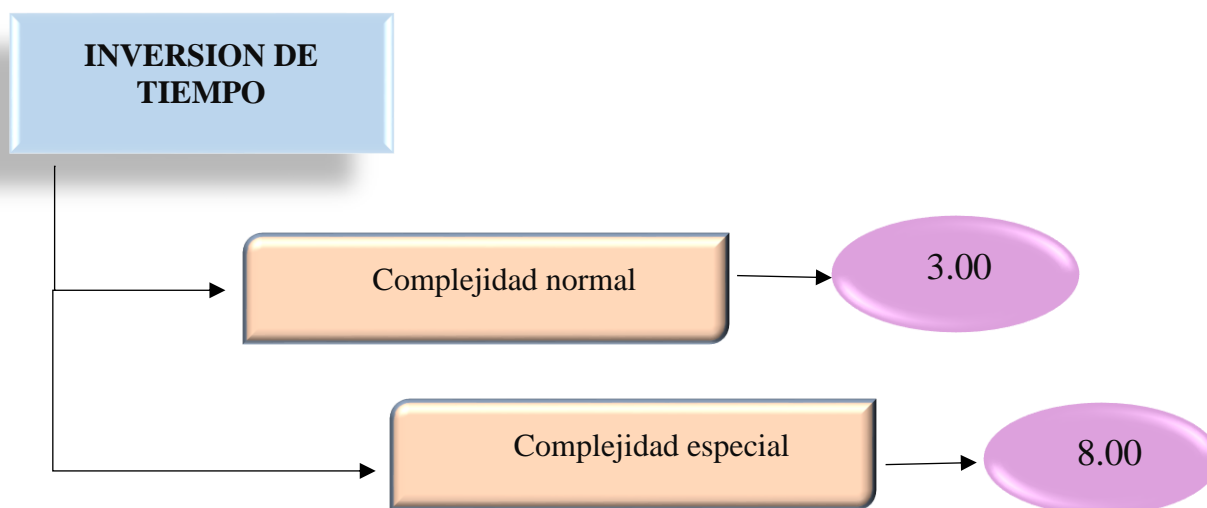 INVERSION DE
TIEMPO
Complejidad normal
3.00
Complejidad especial
8.00